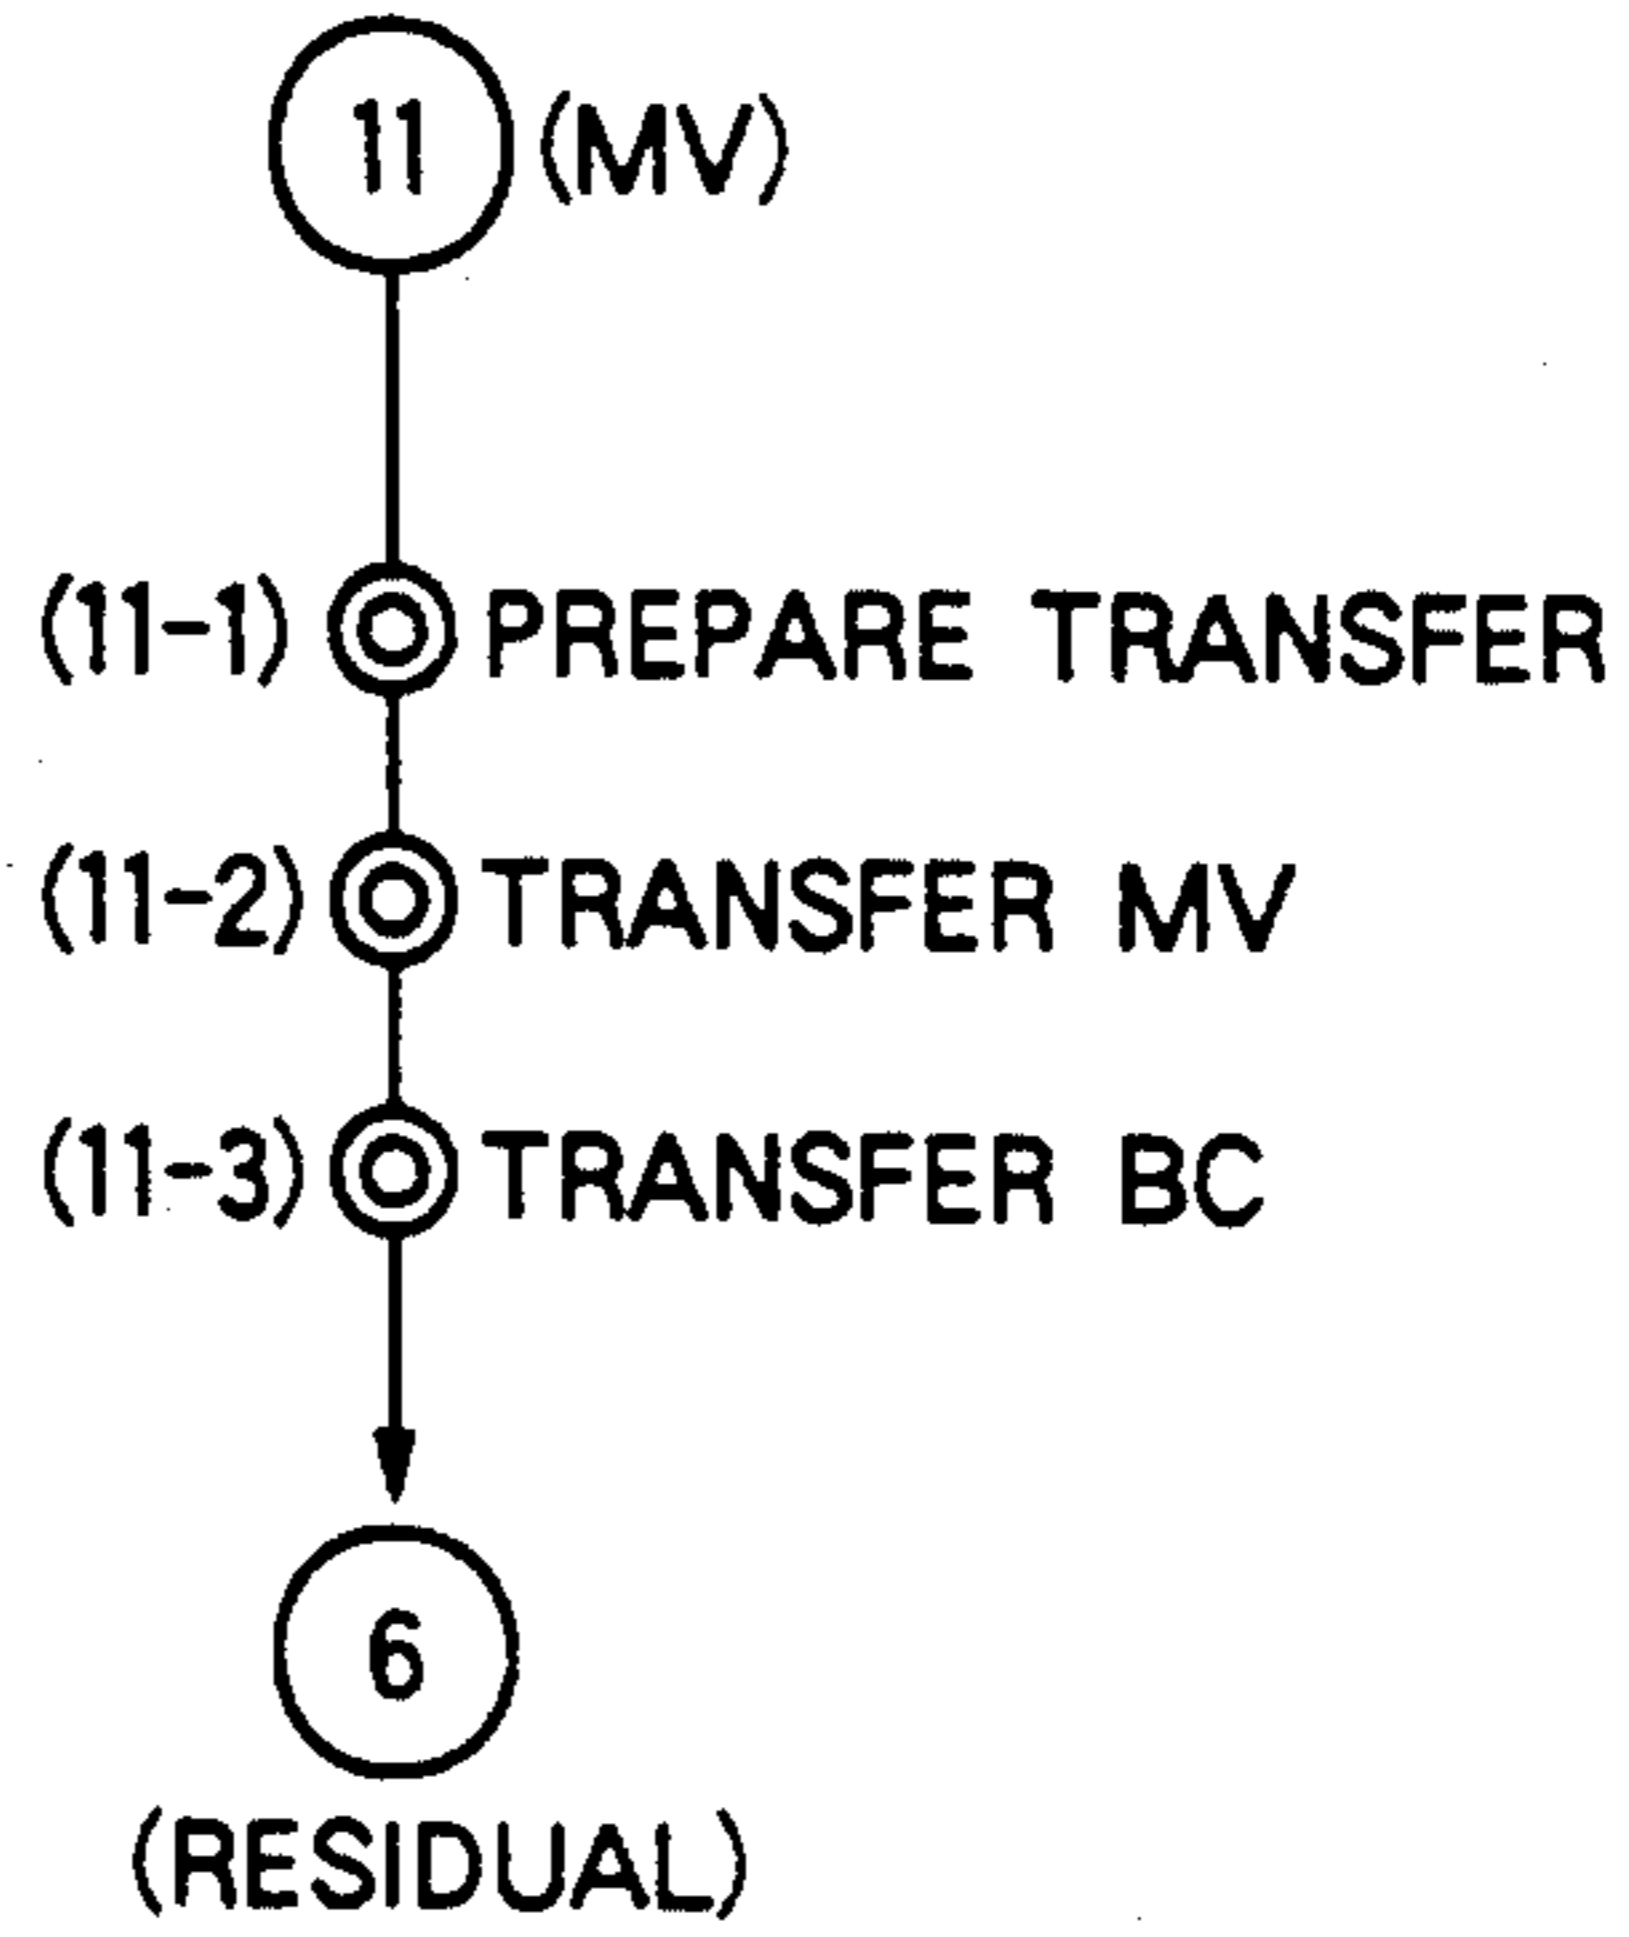 11 (MV)
(11-1) PREPARE TRANSFER
(11-2) TRANSFER MV
(11-3) TRANSFER BC
6
(RESIDUAL)